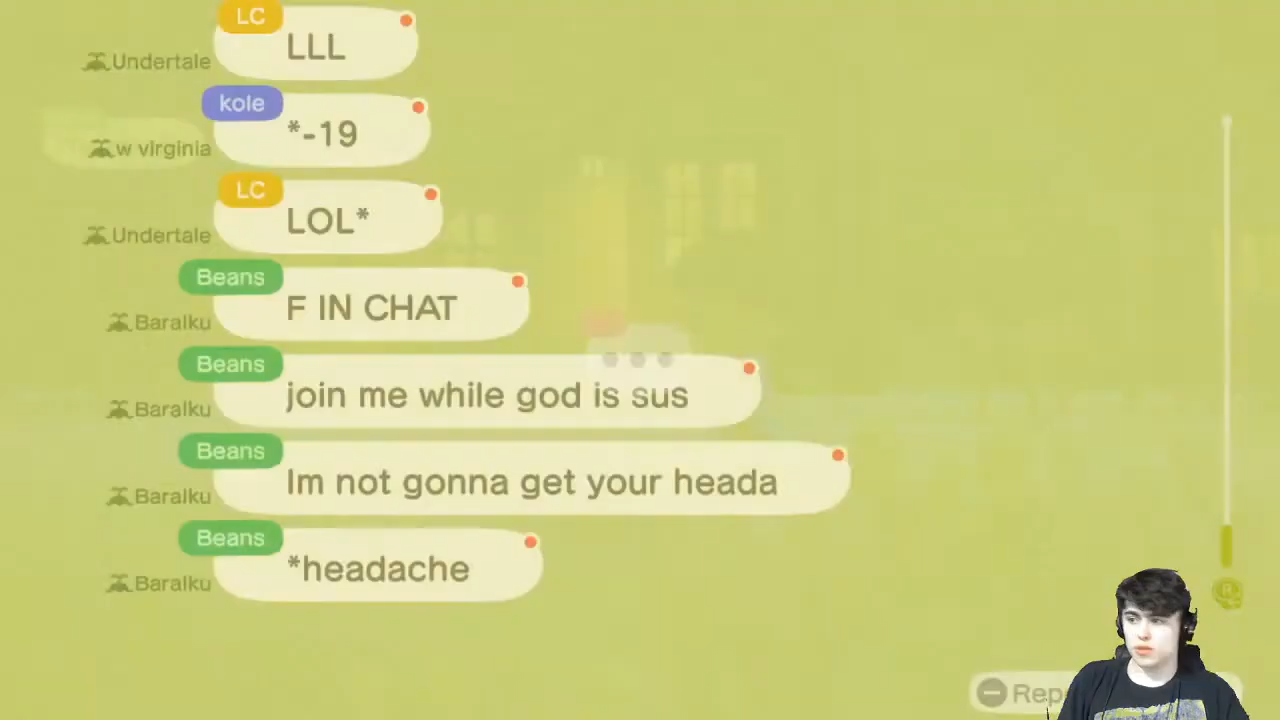 LC
LLL
Undertale
kole
*-19
w virginia
LC
LOL*
Undertale
Beans
F IN CHAT
Baralku
Beans
join me while god is sus
Baralku
Beans
Im not gonna get your heada
Baralku
Beans
*headache
Baralku
R